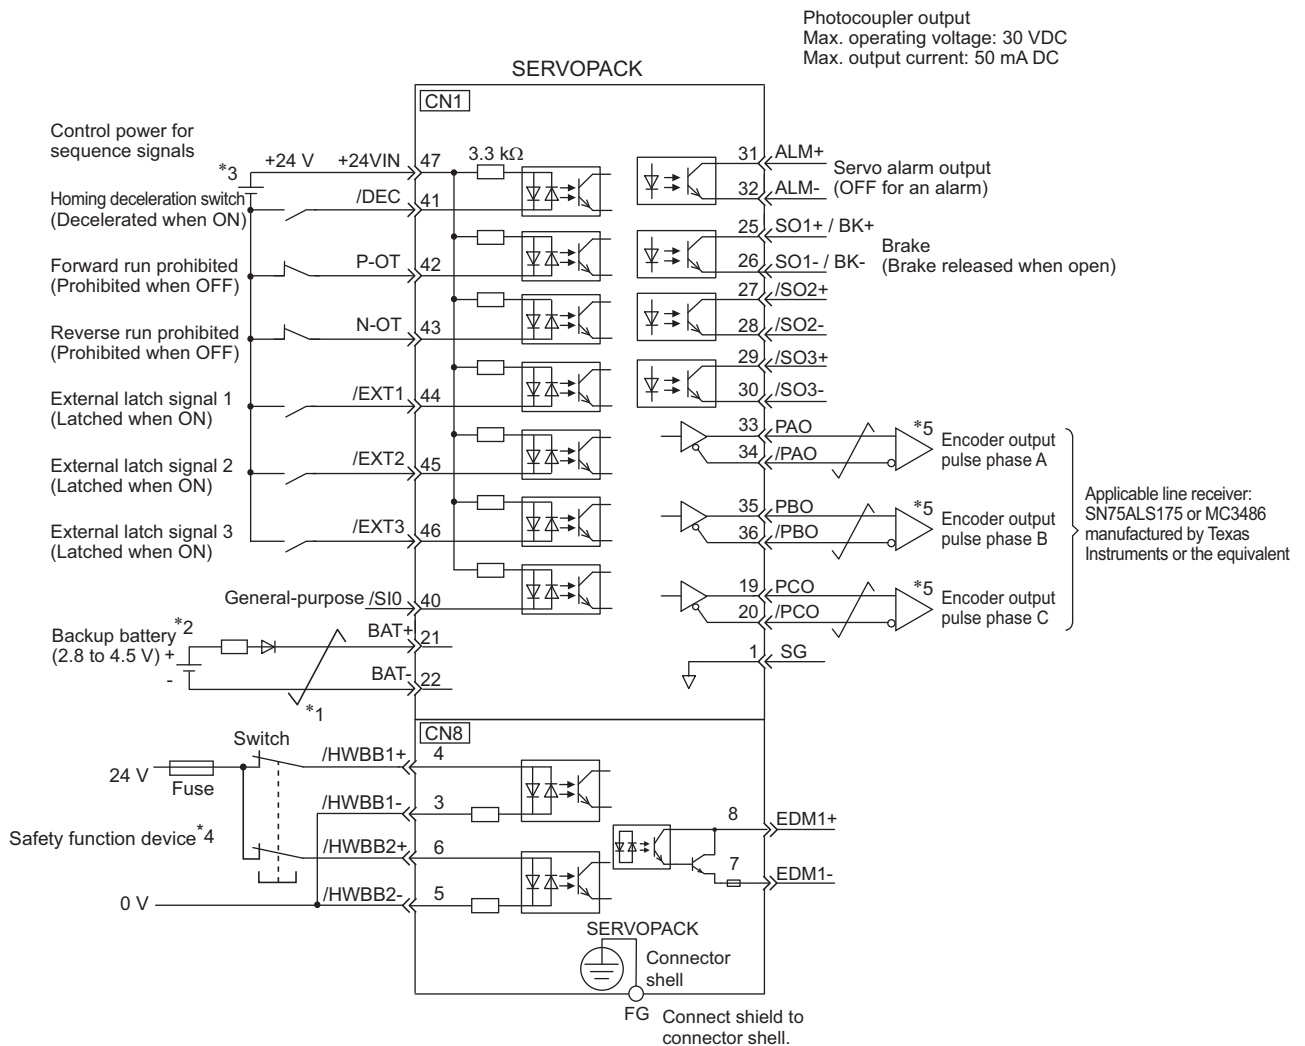 Photocoupler output
Max. operating voltage: 30 VDC
Max. output current: 50 mA DC
SERVOPACK
CN1
Control power for
sequence signals
*3
+24 V
+24VIN
47
3.3 kΩ
Homing deceleration switch
(Decelerated when ON)
/DEC
41
Forward run prohibited
(Prohibited when OFF)
P-OT
42
Reverse run prohibited
(Prohibited when OFF)
N-OT
43
External latch signal 1
(Latched when ON)
/EXT1
44
External latch signal 2
(Latched when ON)
/EXT2
45
External latch signal 3
(Latched when ON)
/EXT3
46
General-purpose /SI0
40
Backup battery*2
(2.8 to 4.5 V)
+
-
BAT+
21
BAT-
22
*1
31
ALM+
32
ALM-
Servo alarm output
(OFF for an alarm)
25
SO1+ / BK+
26
SO1- / BK-
Brake
(Brake released when open)
27
/SO2+
28
/SO2-
29
/SO3+
30
/SO3-
33
PAO
34
/PAO
*5
Encoder output
pulse phase A
35
PBO
36
/PBO
*5
Encoder output
pulse phase B
19
PCO
20
/PCO
*5
Encoder output
pulse phase C
Applicable line receiver:
SN75ALS175 or MC3486
manufactured by Texas
Instruments or the equivalent
1
SG
CN8
Switch
24 V
Fuse
/HWBB1+
4
/HWBB1-
3
Safety function device*4
/HWBB2+
6
0 V
/HWBB2-
5
8
EDM1+
7
EDM1-
SERVOPACK
Connector
shell
FG
Connect shield to
connector shell.